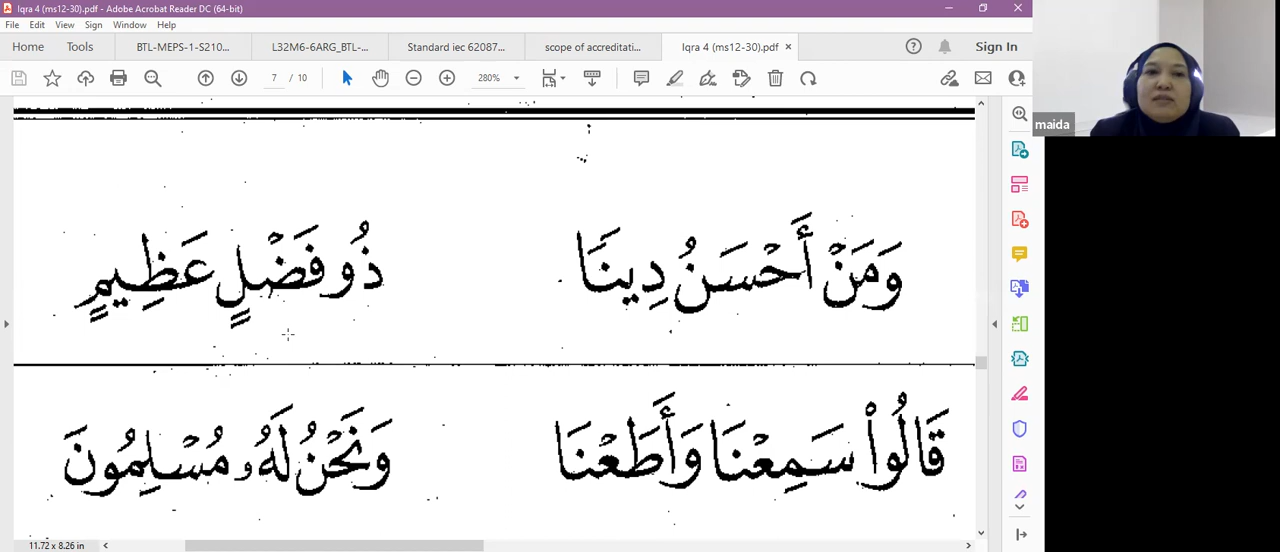 Iqra 4 (ms12-30).pdf - Adobe Acrobat Reader DC (64-bit)
File Edit View Sign Window Help
Home Tools BTL-MEPS-1-S210... L32M6-6ARG_BTL-... Standard iec 62087... scope of accreditati... Iqra 4 (ms12-30).pdf × Sign In
7 / 10 280%
maida
وَمَنْ أَحْسَنُ دِينًا ذُو فَضْلٍ عَظِيمٍ
قَالُواْ سَمِعْنَا وَأَطَعْنَا وَنَحْنُ لَهُۥ مُسْلِمُونَ
11.72 x 8.26 in